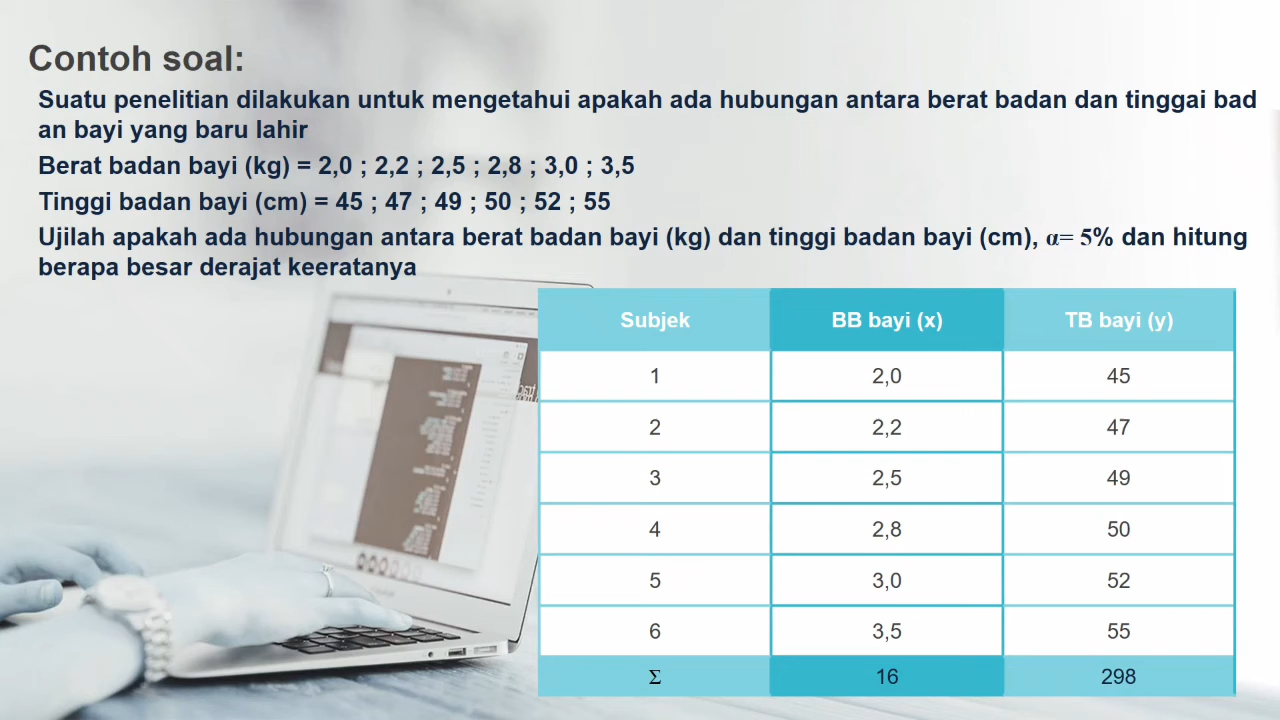 Contoh soal:
Suatu penelitian dilakukan untuk mengetahui apakah ada hubungan antara berat badan dan tinggai bad
an bayi yang baru lahir
Berat badan bayi (kg) = 2,0 ; 2,2 ; 2,5 ; 2,8 ; 3,0 ; 3,5
Tinggi badan bayi (cm) = 45 ; 47 ; 49 ; 50 ; 52 ; 55
Ujilah apakah ada hubungan antara berat badan bayi (kg) dan tinggi badan bayi (cm), α= 5% dan hitung
berapa besar derajat keeratanya
Subjek BB bayi (x) TB bayi (y)
1 2,0 45
2 2,2 47
3 2,5 49
4 2,8 50
5 3,0 52
6 3,5 55
Σ 16 298